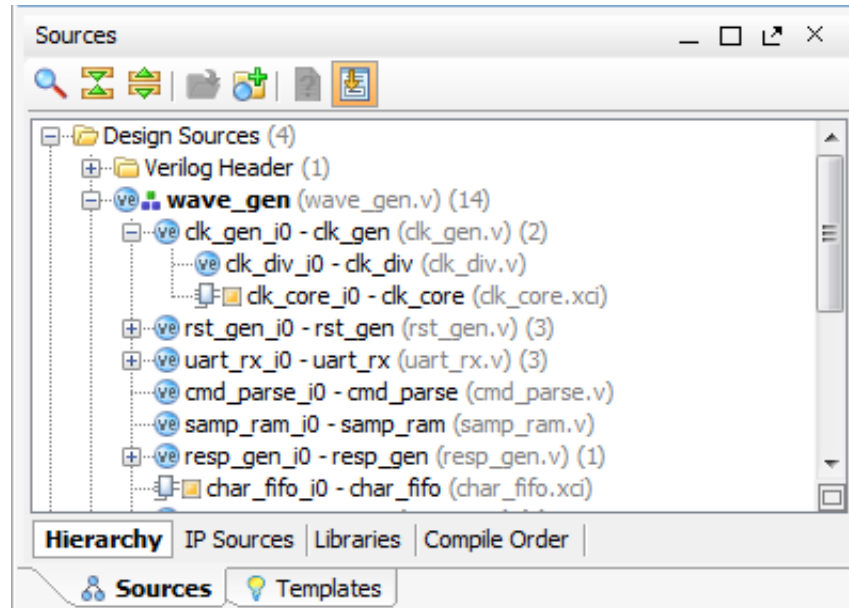 Sources
Design Sources (4)
Verilog Header (1)
wave_gen (wave_gen.v) (14)
clk_gen_i0 - clk_gen (clk_gen.v) (2)
clk_div_i0 - clk_div (clk_div.v)
clk_core_i0 - clk_core (clk_core.xci)
rst_gen_i0 - rst_gen (rst_gen.v) (3)
uart_rx_i0 - uart_rx (uart_rx.v) (3)
cmd_parse_i0 - cmd_parse (cmd_parse.v)
samp_ram_i0 - samp_ram (samp_ram.v)
resp_gen_i0 - resp_gen (resp_gen.v) (1)
char_fifo_i0 - char_fifo (char_fifo.xci)
Hierarchy IP Sources Libraries Compile Order
Sources Templates